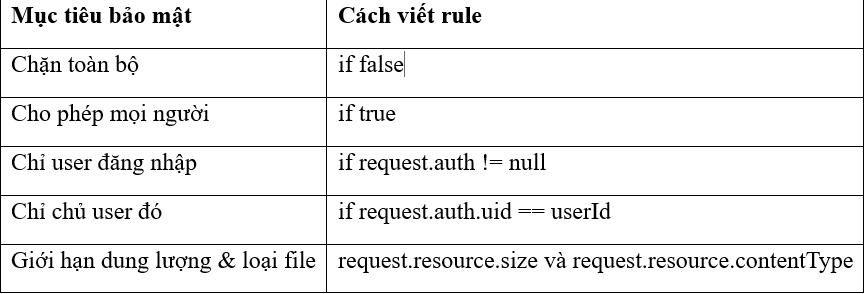 Mục tiêu bảo mật Cách viết rule
Chặn toàn bộ if false
Cho phép mọi người if true
Chỉ user đăng nhập if request.auth != null
Chỉ chủ user đó if request.auth.uid == userId
Giới hạn dung lượng & loại file request.resource.size và request.resource.contentType